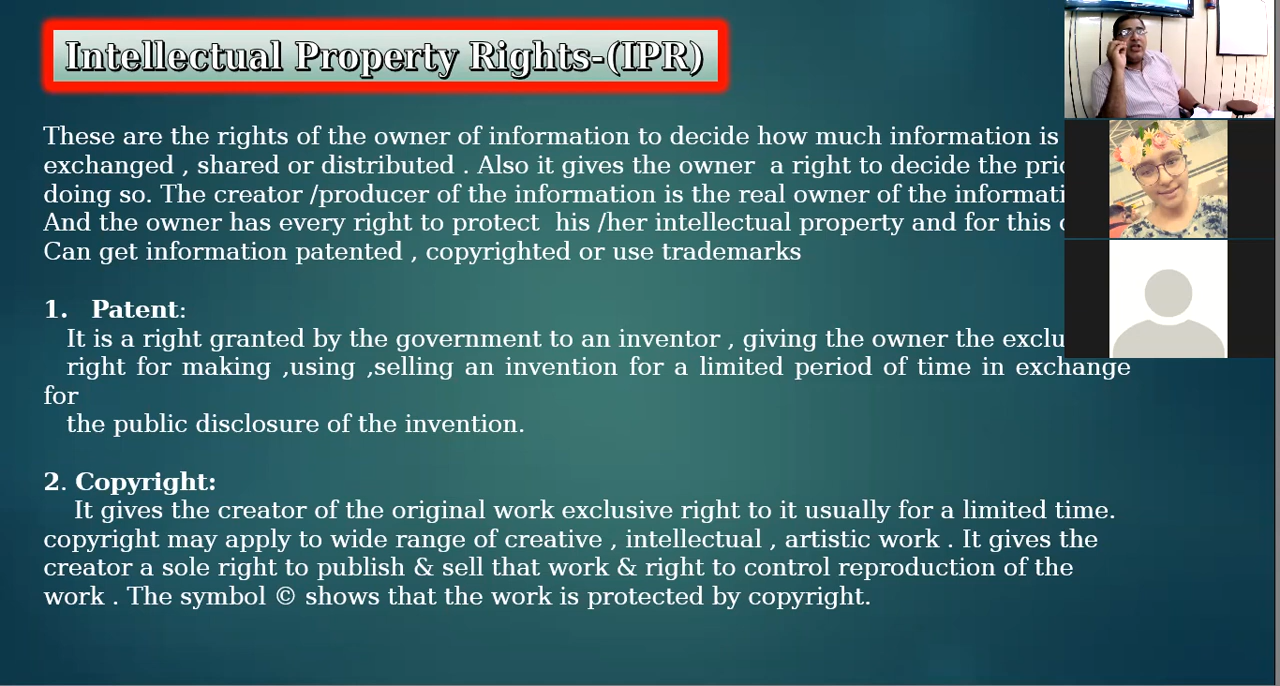 Intellectual Property Rights-(IPR)
These are the rights of the owner of information to decide how much information is
exchanged , shared or distributed . Also it gives the owner a right to decide the
doing so. The creator /producer of the information is the real owner of the
And the owner has every right to protect his /her intellectual property and for this
Can get information patented , copyrighted or use trademarks
1. Patent:
It is a right granted by the government to an inventor , giving the owner the
right for making ,using ,selling an invention for a limited period of time in exchange
for
the public disclosure of the invention.
2. Copyright:
It gives the creator of the original work exclusive right to it usually for a limited time.
copyright may apply to wide range of creative , intellectual , artistic work . It gives the
creator a sole right to publish & sell that work & right to control reproduction of the
work . The symbol © shows that the work is protected by copyright.